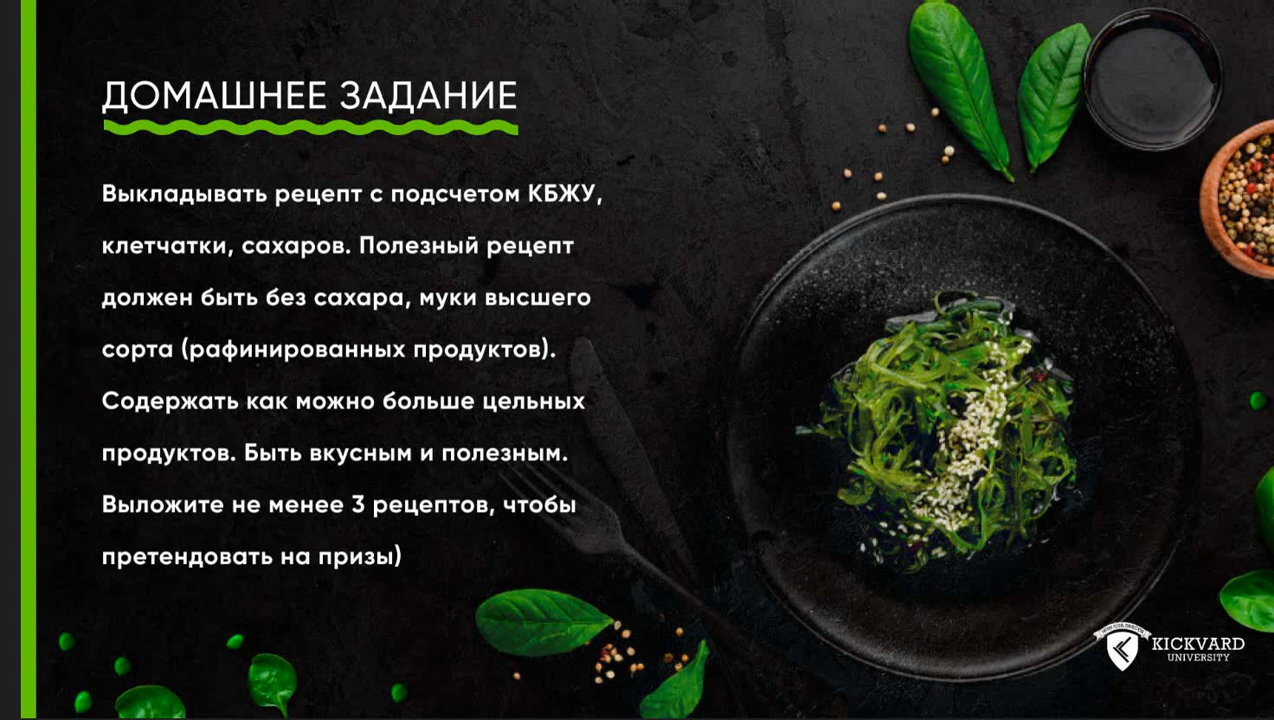 ДОМАШНЕЕ ЗАДАНИЕ
Выкладывать рецепт с подсчетом КБЖУ,
клетчатки, сахаров. Полезный рецепт
должен быть без сахара, муки высшего
сорта (рафинированных продуктов).
Содержать как можно больше цельных
продуктов. Быть вкусным и полезным.
Выложите не менее 3 рецептов, чтобы
претендовать на призы)
KICKVARD
UNIVERSITY